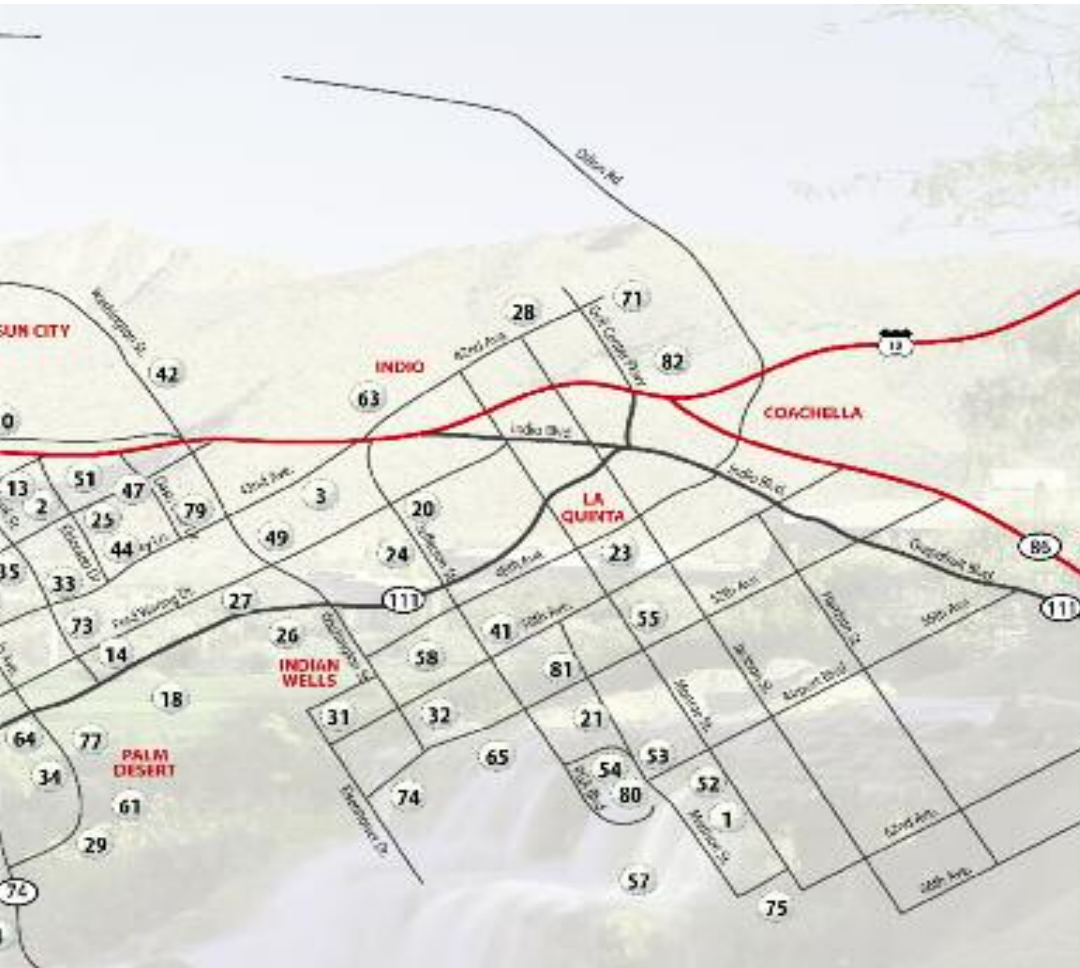 Dillon Rd
71
28
Washington St.
Golf Center Pkwy
SUN CITY
42nd Ave.
10
82
INDIO
42
63
COACHELLA
0
Indio Blvd.
51
Indio Blvd.
42nd Ave.
13
47
3
2
79
20
LA
QUINTA
25
49
86
44
24
23
Grapefruit Blvd.
48th Ave.
35
33
111
111
Fred Waring Dr.
27
52nd Ave.
Jefferson St.
Harrison St.
56th Ave.
73
26
Washington St.
41
50th Ave.
55
14
58
INDIAN
WELLS
81
Jackson St.
Airport Blvd.
18
31
32
21
Monroe St.
64
77
65
53
PALM
DESERT
34
54
52
PGA Blvd.
80
74
61
1
Eisenhower Dr.
Madison St.
62nd Ave.
29
57
74
75